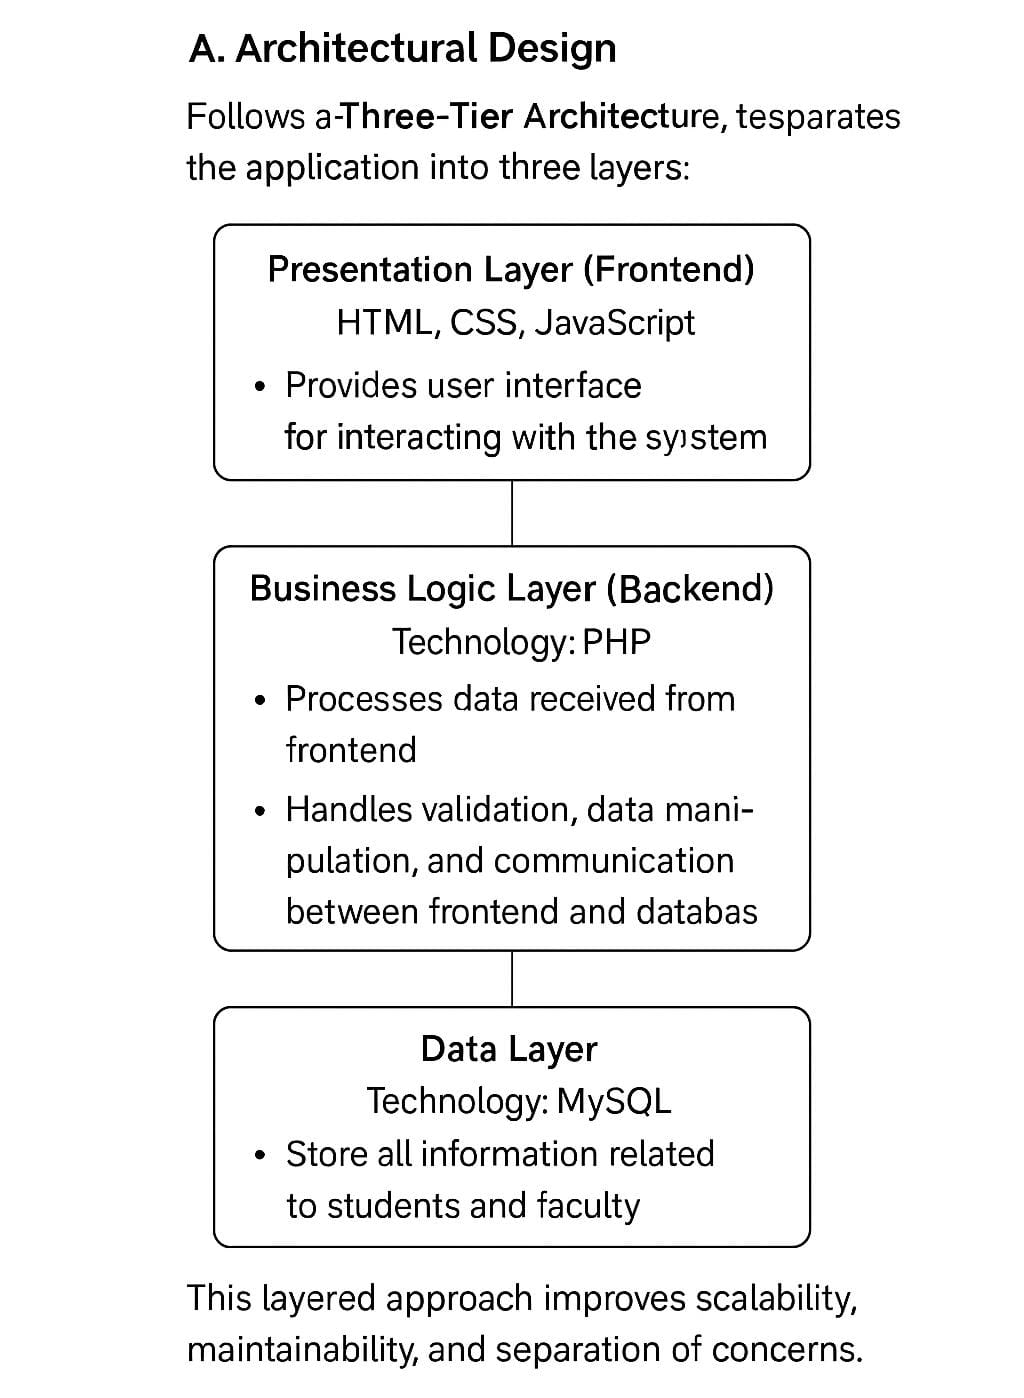 A. Architectural Design
Follows a-Three-Tier Architecture, tesparates
the application into three layers:
Presentation Layer (Frontend)
HTML, CSS, JavaScript
• Provides user interface
for interacting with the syıstem
Business Logic Layer (Backend)
Technology: PHP
• Processes data received from
frontend
• Handles validation, data mani-
pulation, and communication
between frontend and databas
Data Layer
Technology: MySQL
• Store all information related
to students and faculty
This layered approach improves scalability,
maintainability, and separation of concerns.